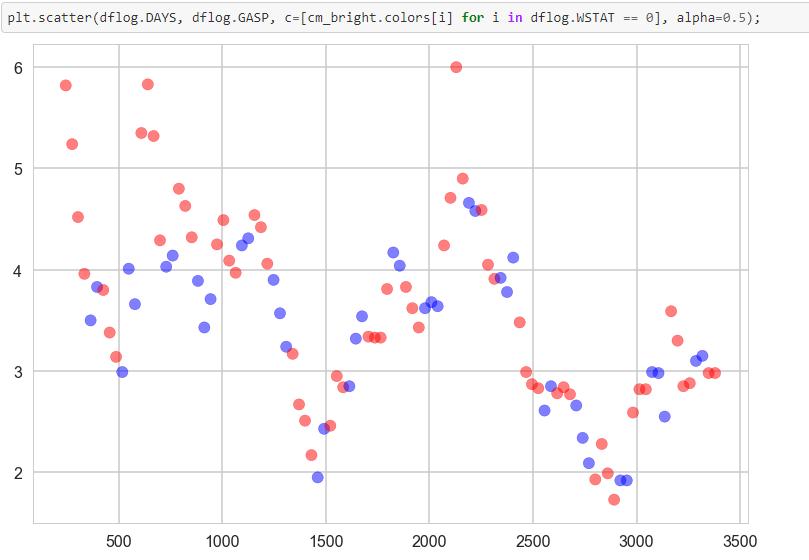 plt.scatter(dflog.DAYS, dflog.GASP, c=[cm_bright.colors[i] for i in dflog.WSTAT == 0], alpha=0.5);
6
5
4
3
2
500 1000 1500 2000 2500 3000 3500